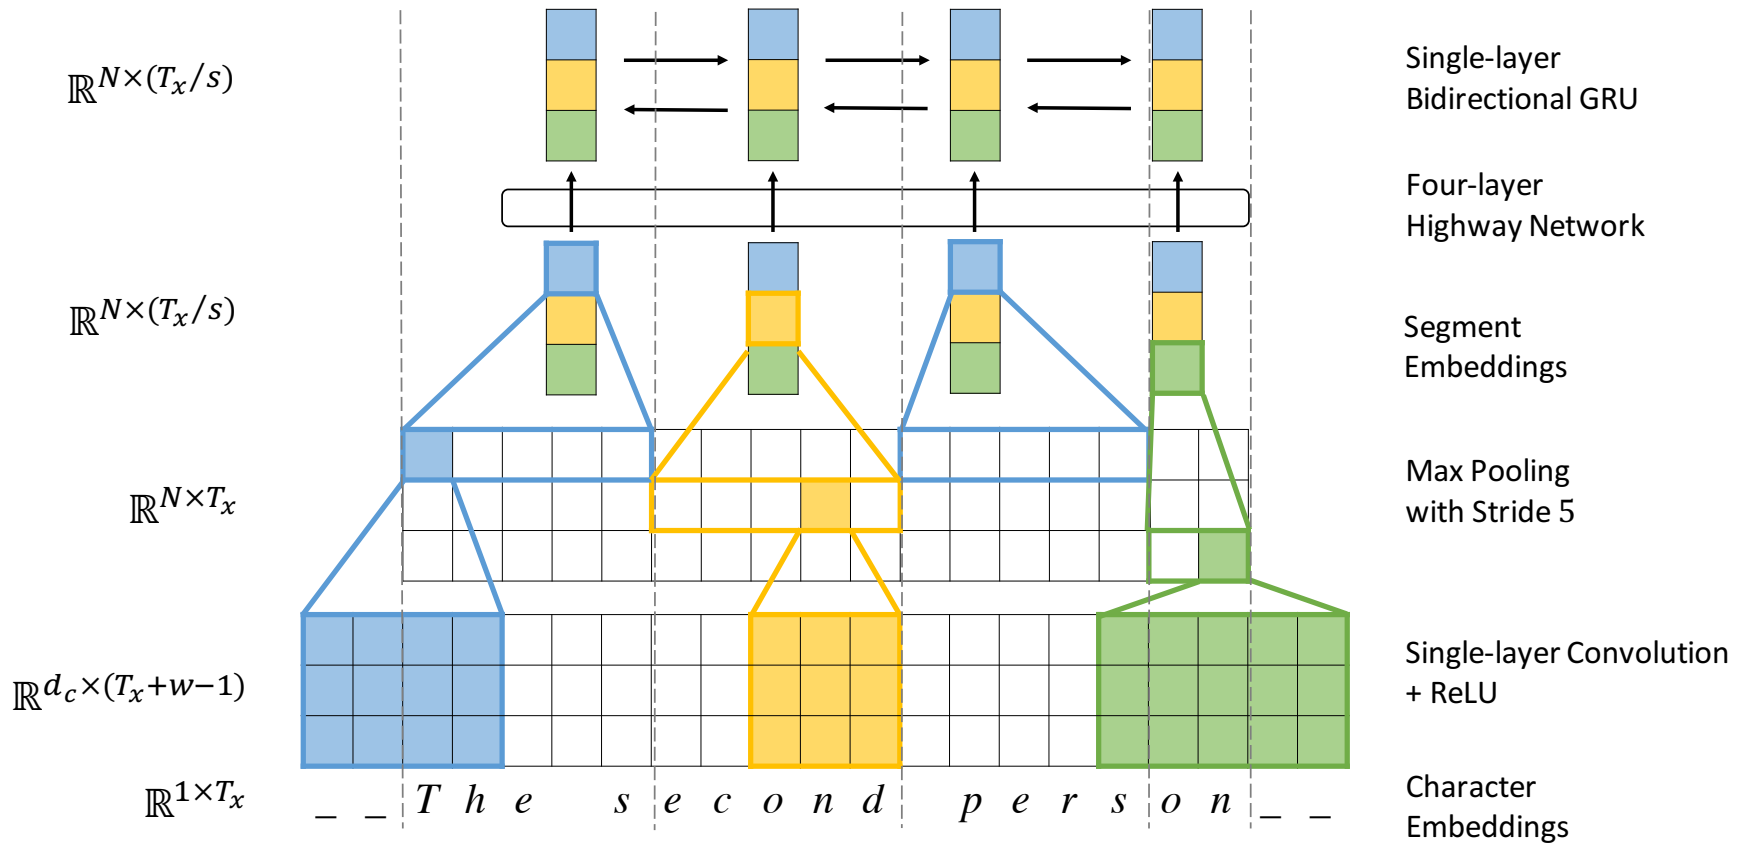 ℝ^{N×(T_x/s)}
Single-layer
Bidirectional GRU
Four-layer
Highway Network
ℝ^{N×(T_x/s)}
Segment
Embeddings
ℝ^{N×T_x}
Max Pooling
with Stride 5
ℝ^{d_c×(T_x+w−1)}
Single-layer Convolution
+ ReLU
ℝ^{1×T_x}
_ _ T h e s e c o n d p e r s o n _ _
Character
Embeddings